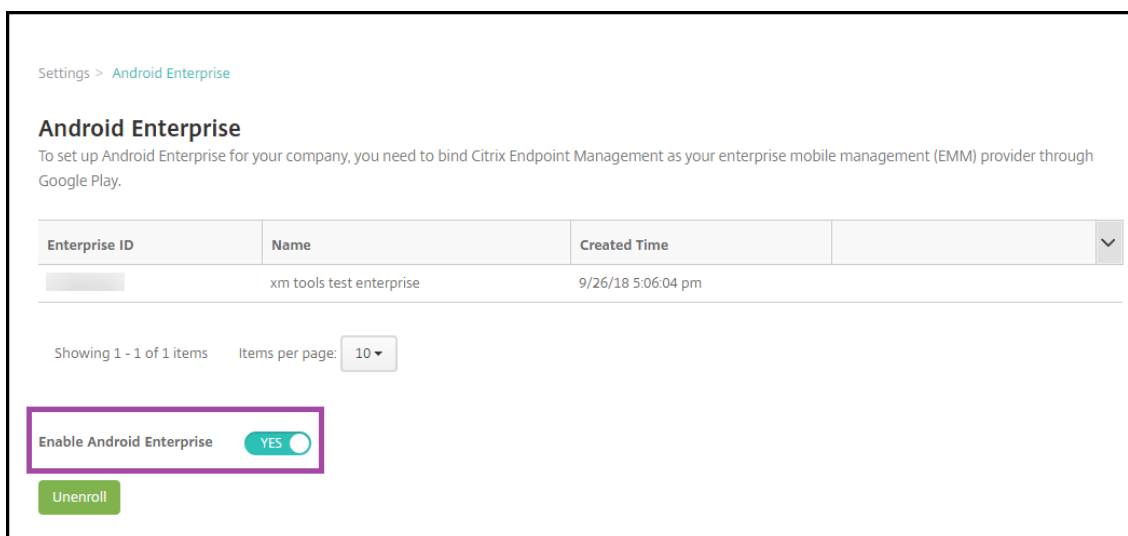 Settings > Android Enterprise
Android Enterprise
To set up Android Enterprise for your company, you need to bind Citrix Endpoint Management as your enterprise mobile management (EMM) provider through
Google Play.
Enterprise ID Name Created Time
xm tools test enterprise 9/26/18 5:06:04 pm
Showing 1 - 1 of 1 items Items per page: 10
Enable Android Enterprise YES
Unenroll